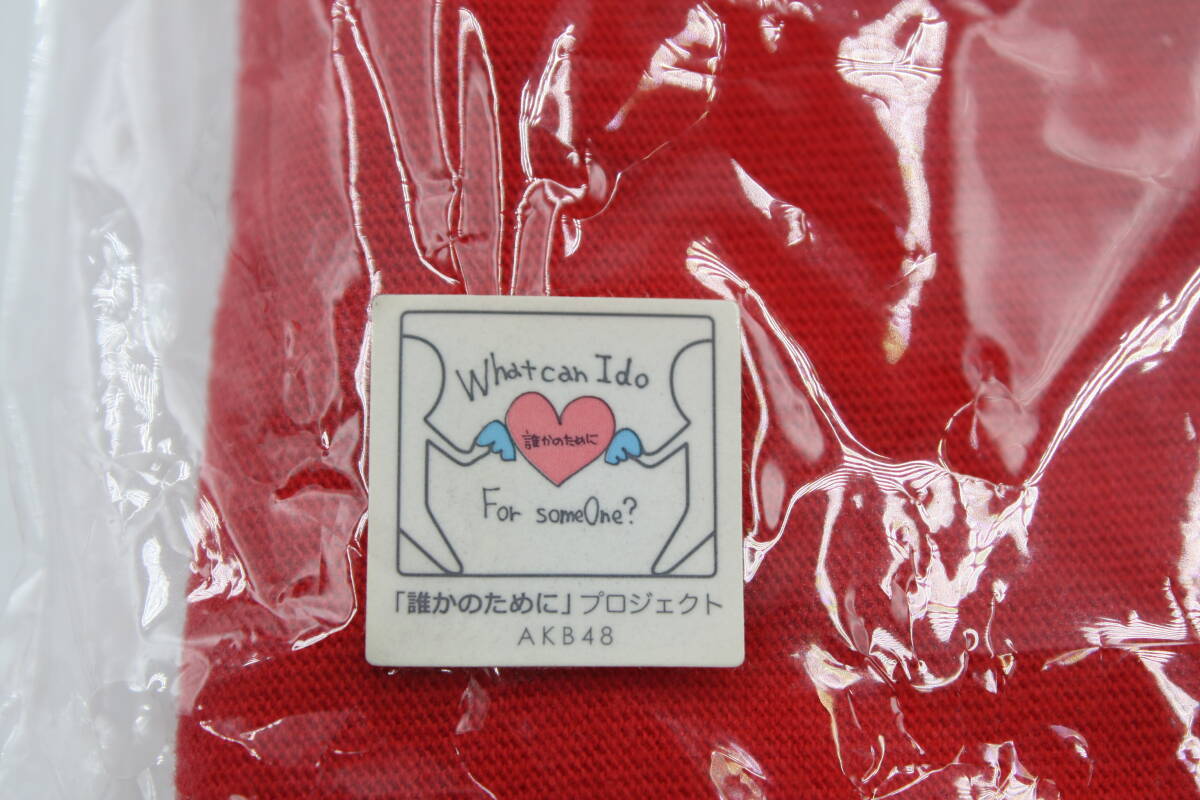 What can I do
誰かのために
For someOne?
「誰かのために」プロジェクト
AKB48